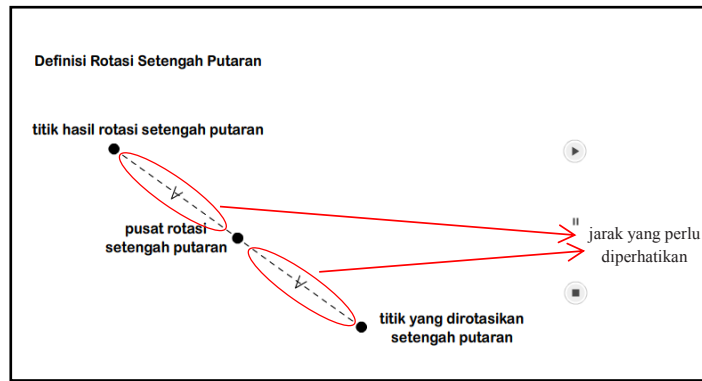 Definisi Rotasi Setengah Putaran
titik hasil rotasi setengah putaran
pusat rotasi
setengah putaran
jarak yang perlu
diperhatikan
titik yang dirotasikan
setengah putaran